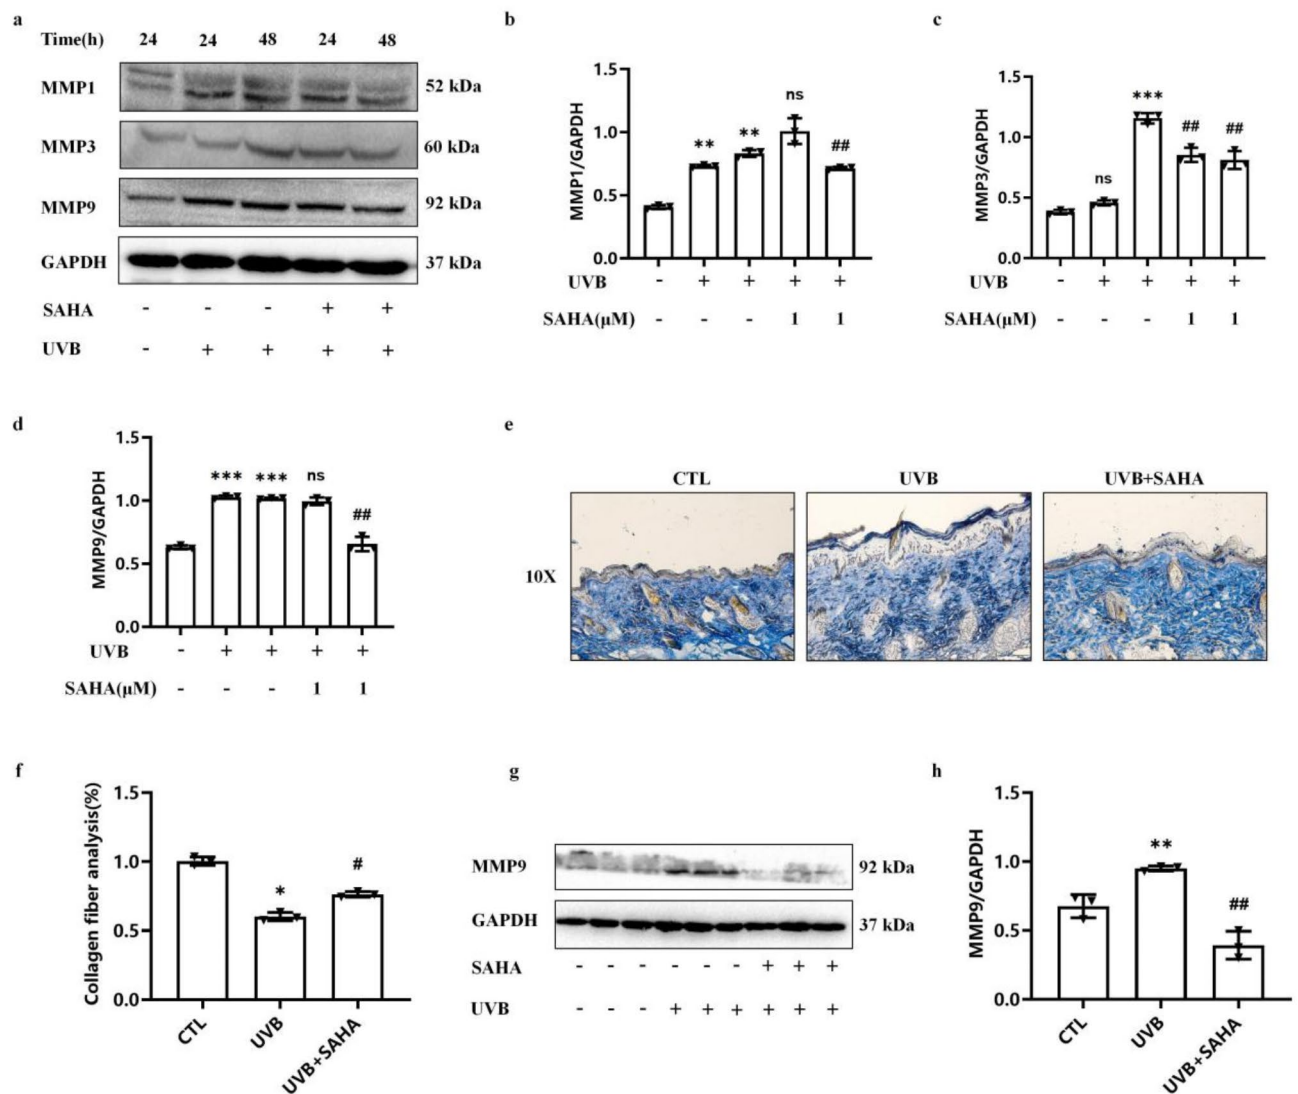 a
Time(h) 24 24 48 24 48
MMP1 52 kDa
MMP3 60 kDa
MMP9 92 kDa
GAPDH 37 kDa
SAHA - - - + +
UVB - + + + +
b
MMP1/GAPDH
1.5
1.0
0.5
0.0
** ** ns ##
UVB - + + + +
SAHA(μM) - - - 1 1
c
MMP3/GAPDH
1.5
1.0
0.5
0.0
ns *** ## ##
UVB - + + + +
SAHA(μM) - - - 1 1
d
MMP9/GAPDH
1.5
1.0
0.5
0.0
*** *** ns ##
UVB - + + + +
SAHA(μM) - - - 1 1
e
CTL UVB UVB+SAHA
10X
f
Collagen fiber analysis(%)
1.5
1.0
0.5
0.0
* #
CTL UVB UVB+SAHA
g
MMP9 92 kDa
GAPDH 37 kDa
SAHA - - - - - - + + +
UVB - - - + + + + + +
h
MMP9/GAPDH
1.5
1.0
0.5
0.0
** ##
CTL UVB UVB+SAHA